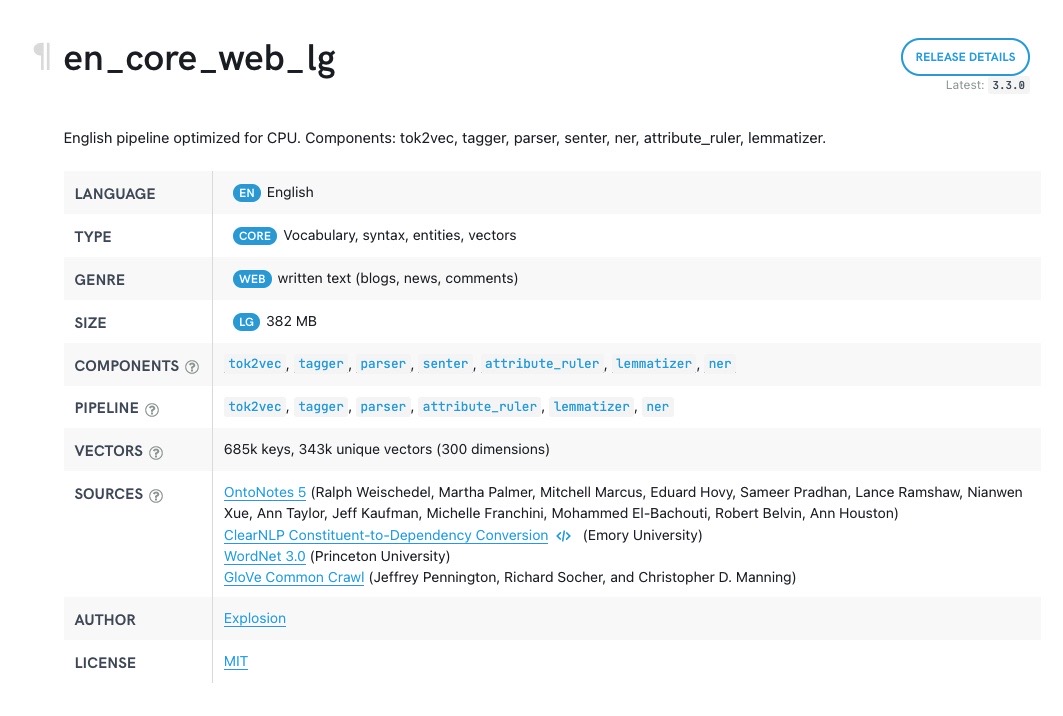 ¶ en_core_web_lg
RELEASE DETAILS
Latest: 3.3.0
English pipeline optimized for CPU. Components: tok2vec, tagger, parser, senter, ner, attribute_ruler, lemmatizer.
LANGUAGE EN English
TYPE CORE Vocabulary, syntax, entities, vectors
GENRE WEB written text (blogs, news, comments)
SIZE LG 382 MB
COMPONENTS ? tok2vec, tagger, parser, senter, attribute_ruler, lemmatizer, ner
PIPELINE ? tok2vec, tagger, parser, attribute_ruler, lemmatizer, ner
VECTORS ? 685k keys, 343k unique vectors (300 dimensions)
SOURCES ? OntoNotes 5 (Ralph Weischedel, Martha Palmer, Mitchell Marcus, Eduard Hovy, Sameer Pradhan, Lance Ramshaw, Nianwen
Xue, Ann Taylor, Jeff Kaufman, Michelle Franchini, Mohammed El-Bachouti, Robert Belvin, Ann Houston)
ClearNLP Constituent-to-Dependency Conversion </> (Emory University)
WordNet 3.0 (Princeton University)
GloVe Common Crawl (Jeffrey Pennington, Richard Socher, and Christopher D. Manning)
AUTHOR Explosion
LICENSE MIT